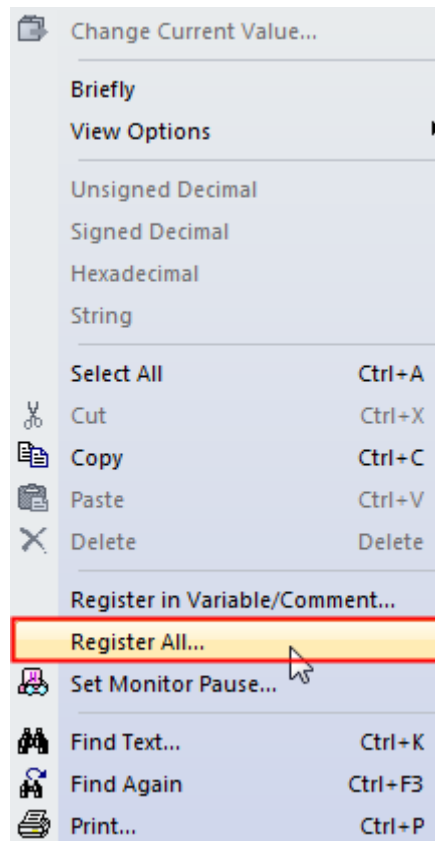 Change Current Value...
Briefly
View Options
Unsigned Decimal
Signed Decimal
Hexadecimal
String
Select All Ctrl+A
Cut Ctrl+X
Copy Ctrl+C
Paste Ctrl+V
Delete Delete
Register in Variable/Comment...
Register All...
Set Monitor Pause...
Find Text... Ctrl+K
Find Again Ctrl+F3
Print... Ctrl+P